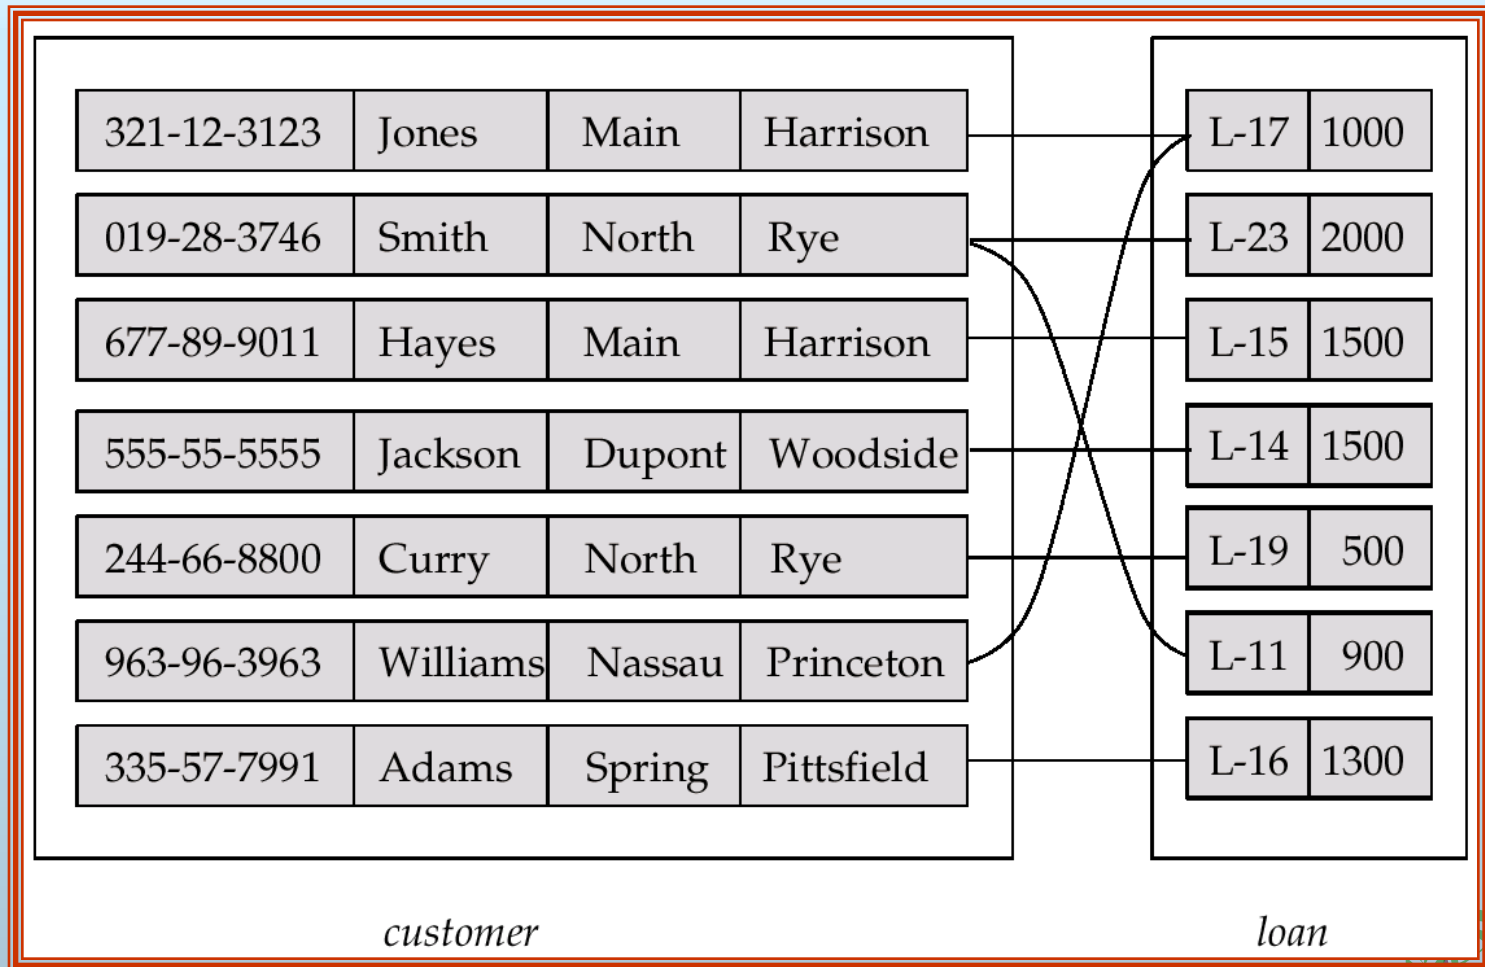 321-12-3123 Jones Main Harrison L-17 1000
019-28-3746 Smith North Rye L-23 2000
677-89-9011 Hayes Main Harrison L-15 1500
555-55-5555 Jackson Dupont Woodside L-14 1500
244-66-8800 Curry North Rye L-19 500
963-96-3963 Williams Nassau Princeton L-11 900
335-57-7991 Adams Spring Pittsfield L-16 1300
customer loan